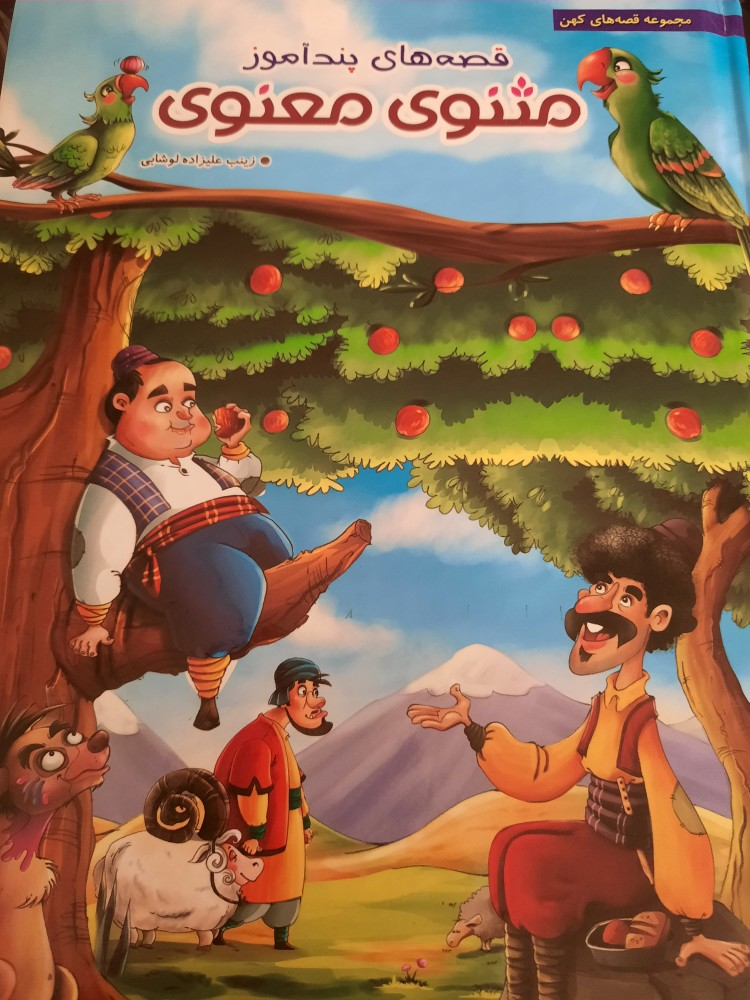 مجموعه قصه‌های کهن
قصه‌های پندآموز
مثنوی معنوی
زینب علیزاده لوشابی